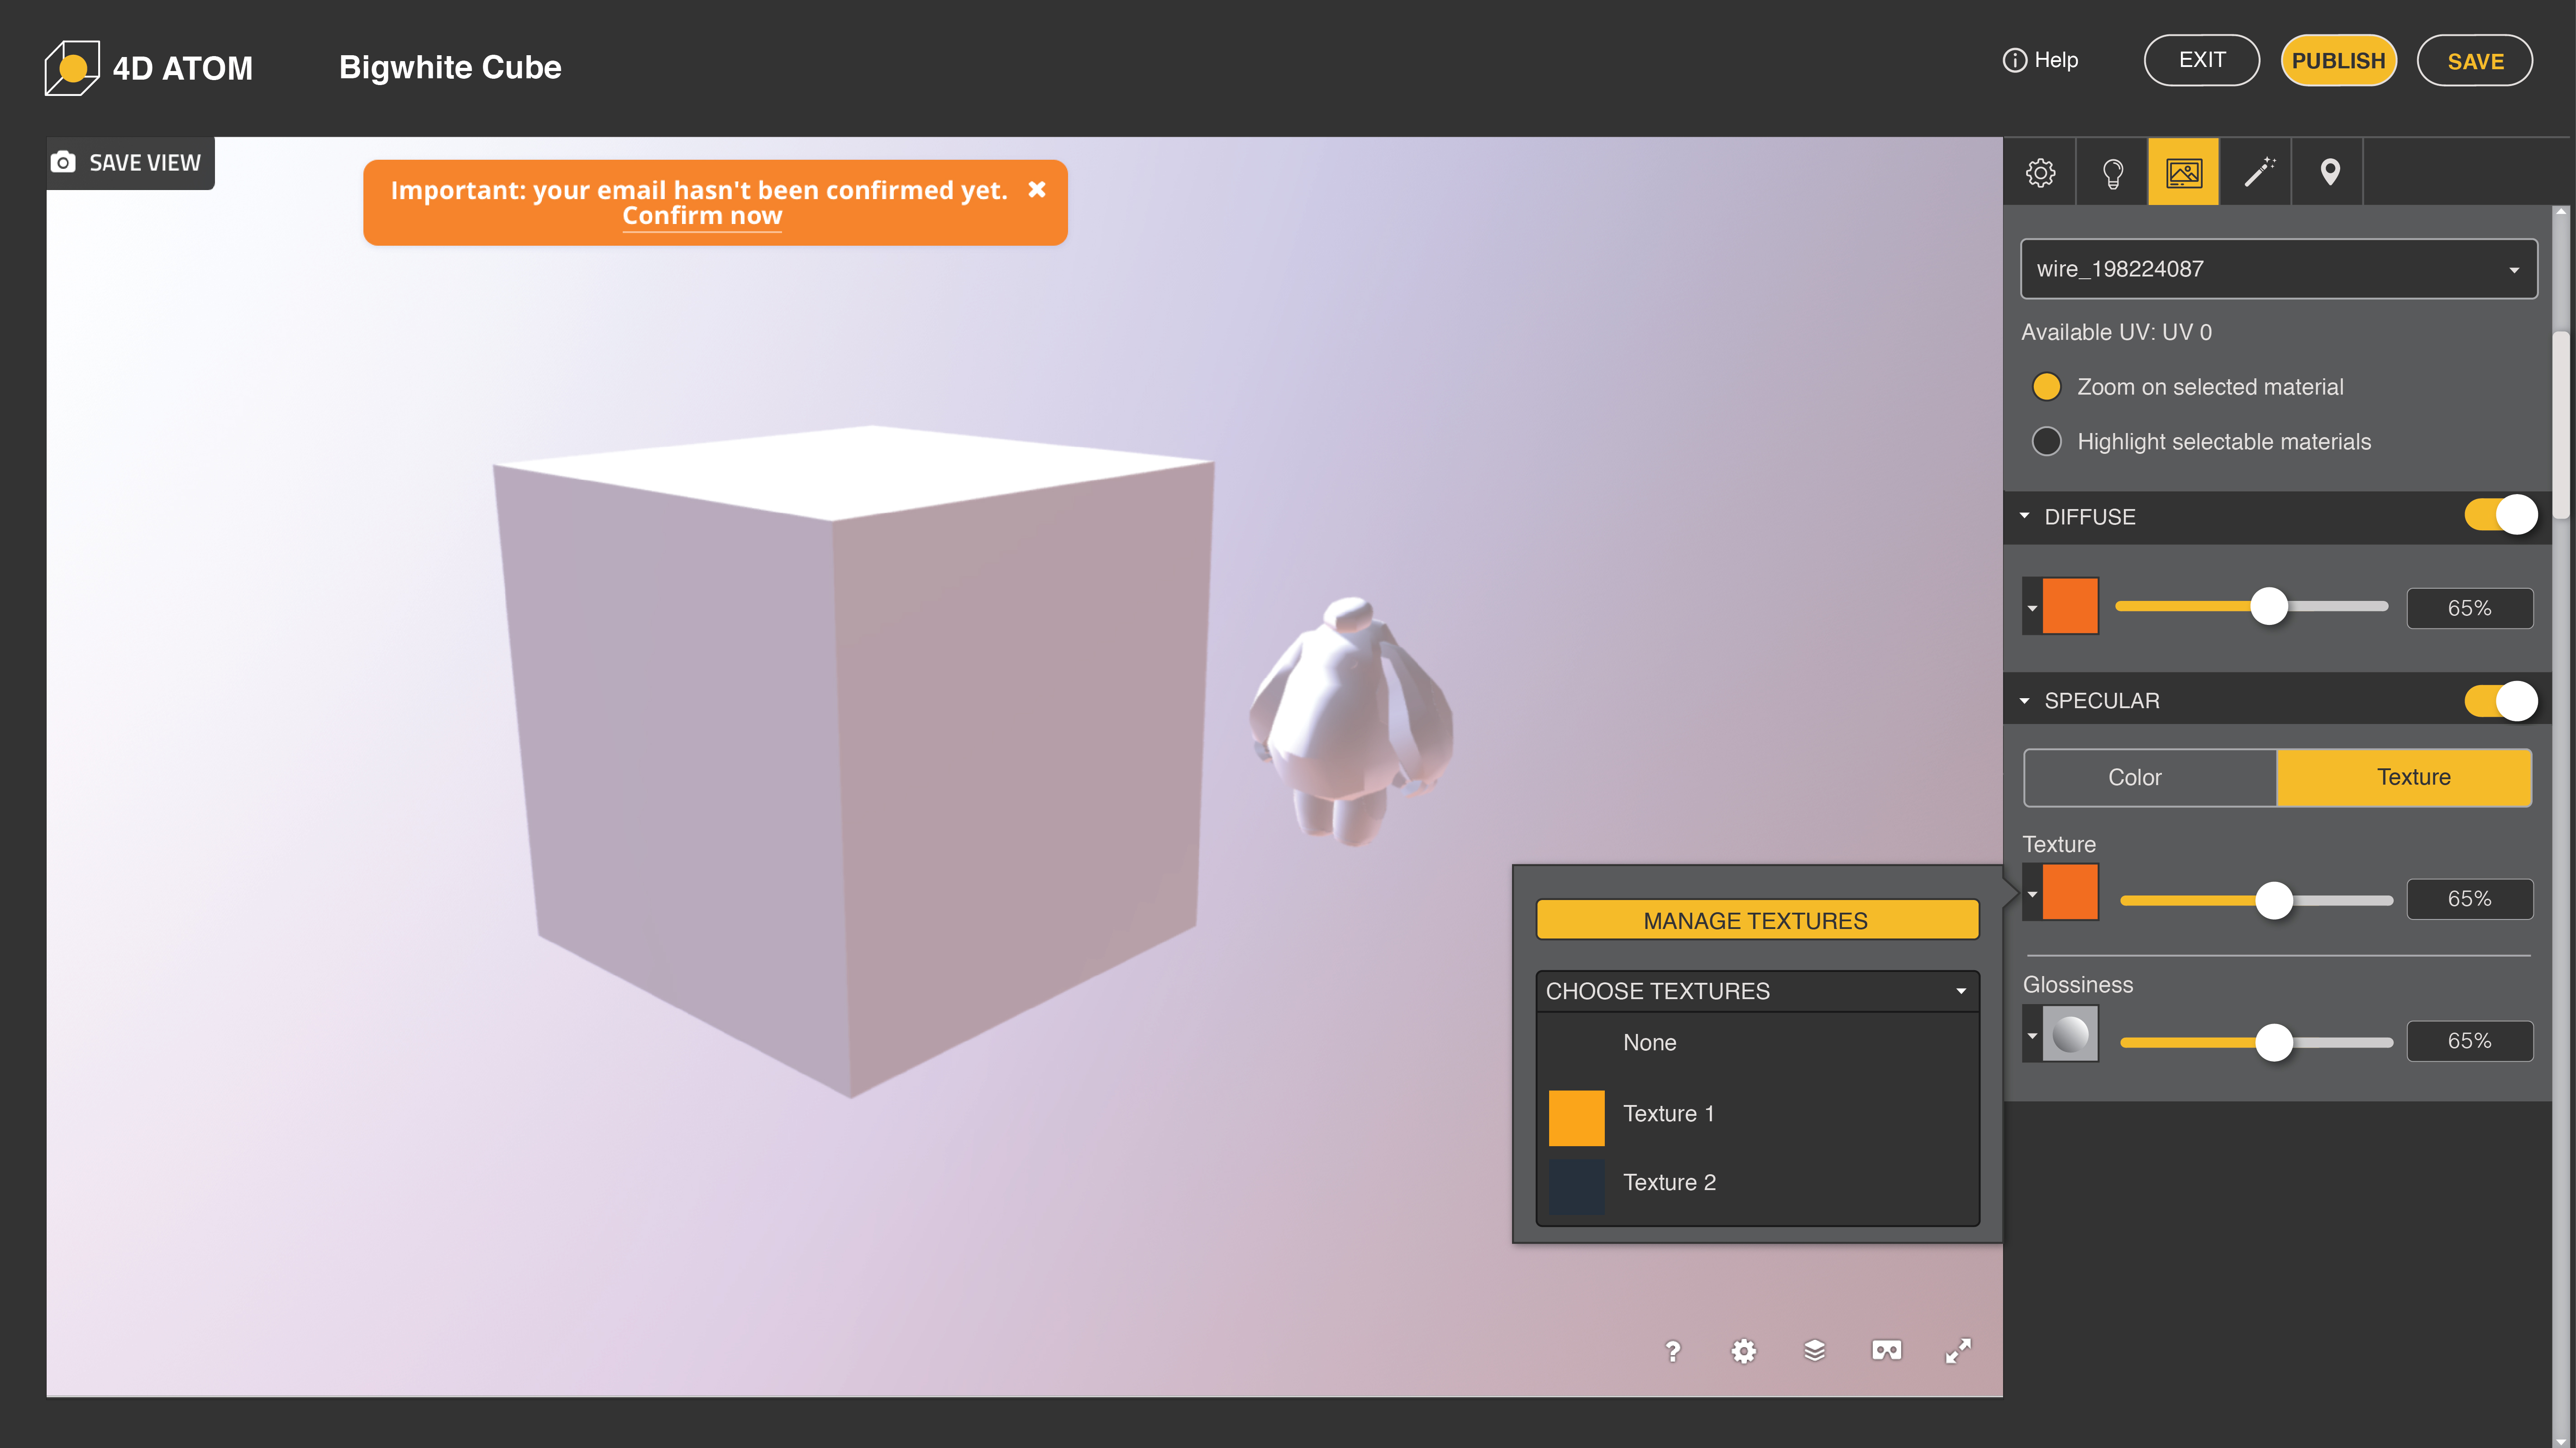 4D ATOM
Bigwhite Cube
Help
EXIT
PUBLISH
SAVE
SAVE VIEW
Important: your email hasn't been confirmed yet.
Confirm now
wire_198224087
Available UV: UV 0
Zoom on selected material
Highlight selectable materials
DIFFUSE
65%
SPECULAR
Color
Texture
Texture
65%
MANAGE TEXTURES
CHOOSE TEXTURES
None
Texture 1
Texture 2
Glossiness
65%
?